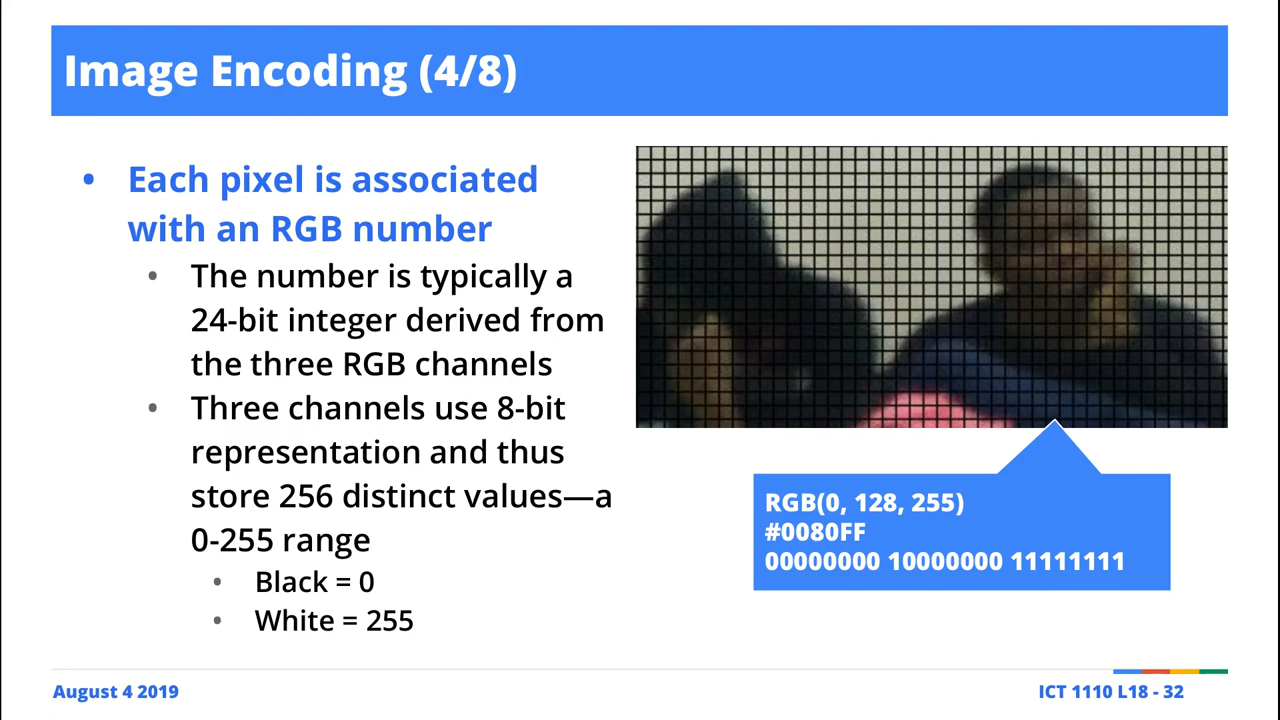 Image Encoding (4/8)
• Each pixel is associated
with an RGB number
• The number is typically a
24-bit integer derived from
the three RGB channels
• Three channels use 8-bit
representation and thus
store 256 distinct values—a
0-255 range
• Black = 0
• White = 255
RGB(0, 128, 255)
#0080FF
00000000 10000000 11111111
August 4 2019
ICT 1110 L18 - 32